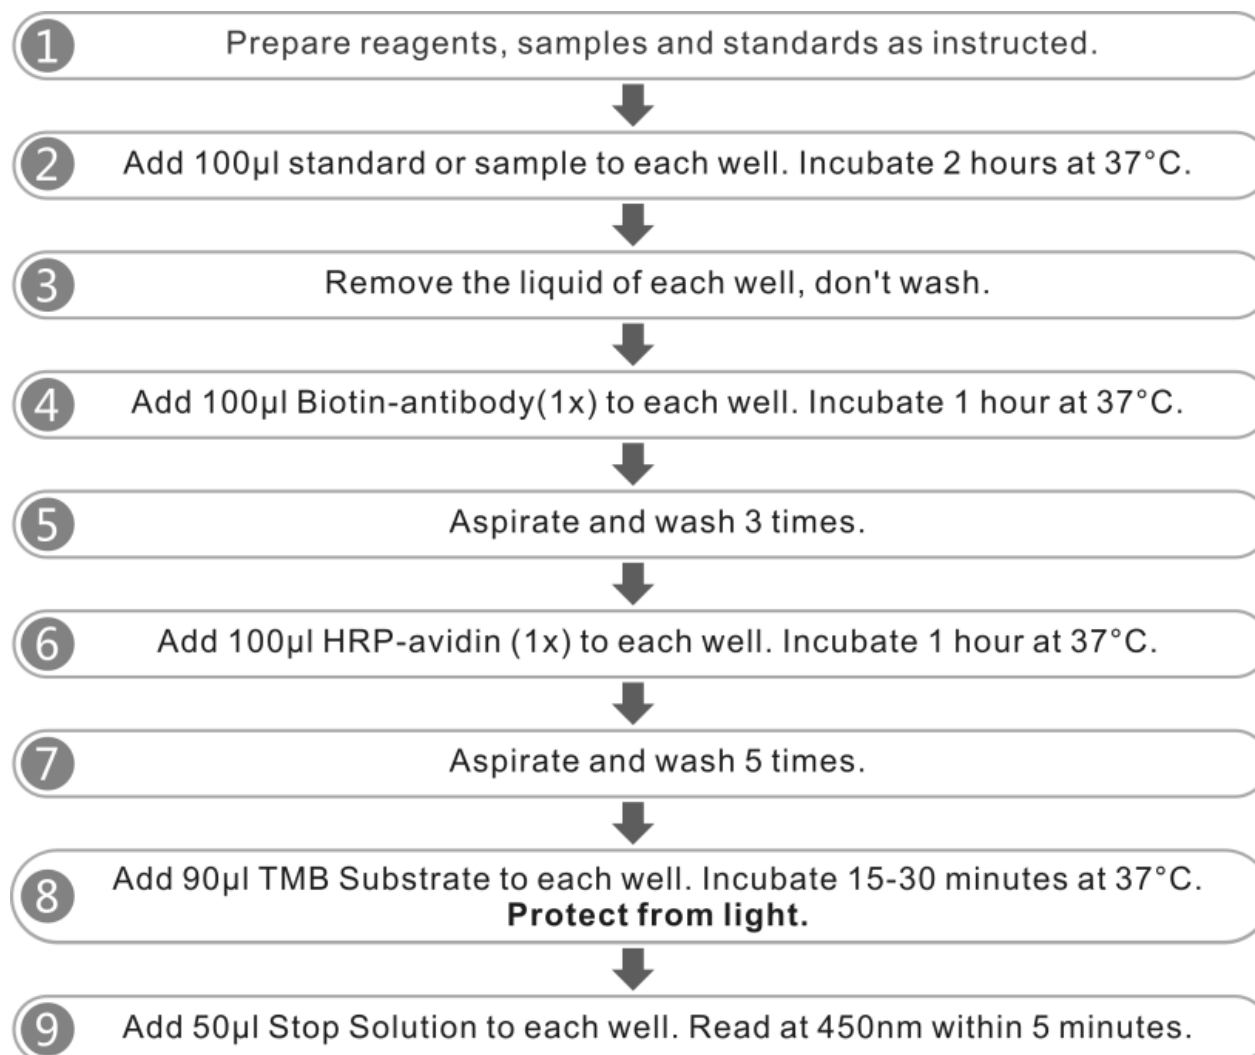 1 Prepare reagents, samples and standards as instructed.
2 Add 100µl standard or sample to each well. Incubate 2 hours at 37°C.
3 Remove the liquid of each well, don't wash.
4 Add 100µl Biotin-antibody(1x) to each well. Incubate 1 hour at 37°C.
5 Aspirate and wash 3 times.
6 Add 100µl HRP-avidin (1x) to each well. Incubate 1 hour at 37°C.
7 Aspirate and wash 5 times.
8 Add 90µl TMB Substrate to each well. Incubate 15-30 minutes at 37°C.
Protect from light.
9 Add 50µl Stop Solution to each well. Read at 450nm within 5 minutes.